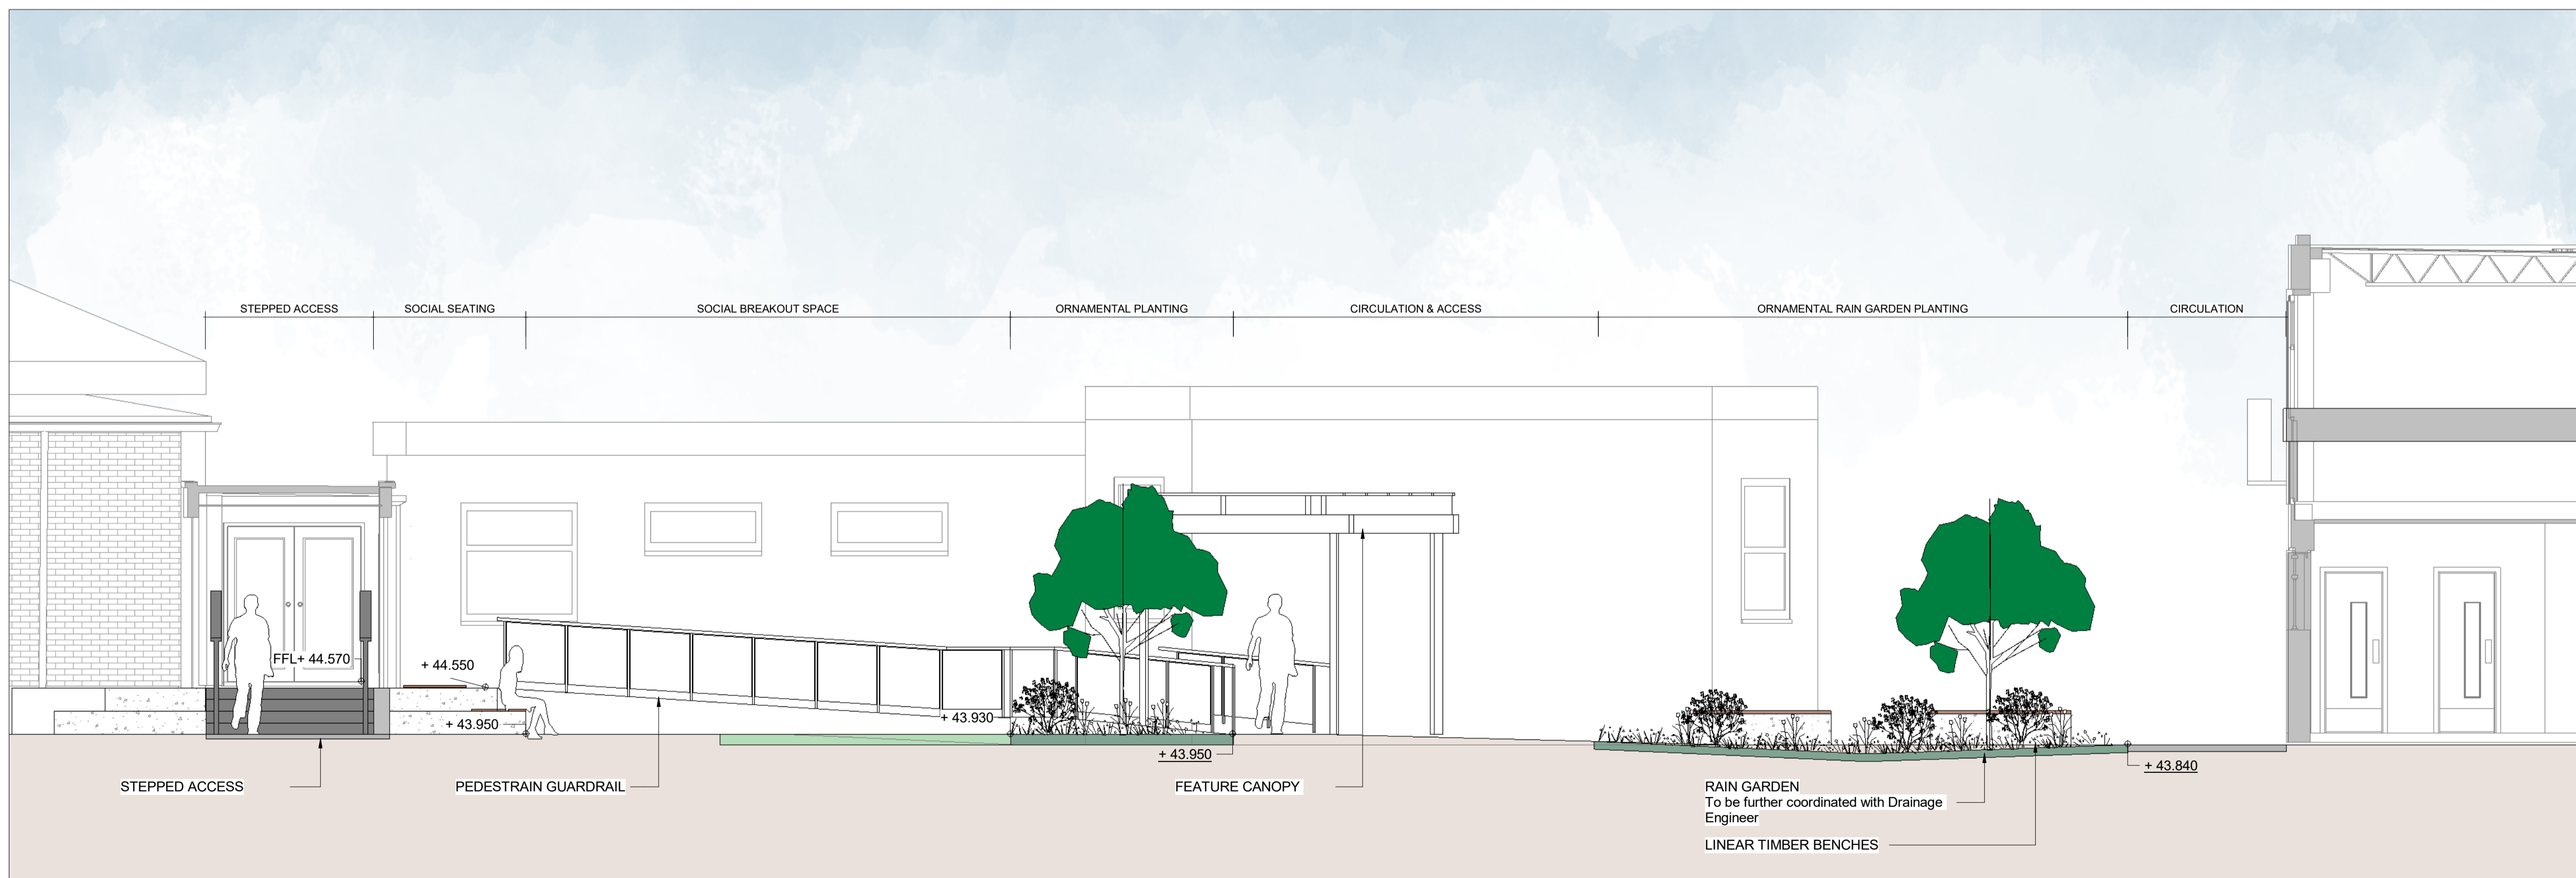 STEPPED ACCESS
SOCIAL SEATING
SOCIAL BREAKOUT SPACE
ORNAMENTAL PLANTING
CIRCULATION & ACCESS
ORNAMENTAL RAIN GARDEN PLANTING
CIRCULATION
FFL+ 44.570
+ 44.550
+ 43.950
+ 43.930
+ 43.950
+ 43.840
STEPPED ACCESS
PEDESTRAIN GUARDRAIL
FEATURE CANOPY
RAIN GARDEN
To be further coordinated with Drainage
Engineer
LINEAR TIMBER BENCHES